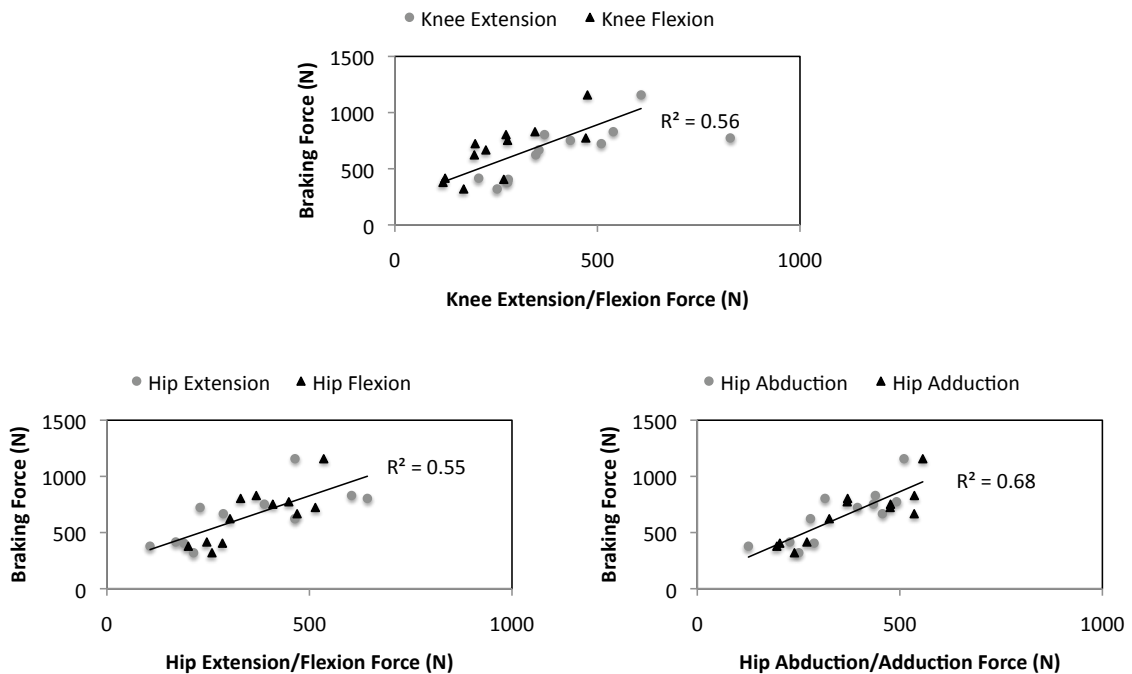 Knee Extension Knee Flexion
1500
1000
500
0
Braking Force (N)
R² = 0.56
0 500 1000
Knee Extension/Flexion Force (N)
Hip Extension Hip Flexion
1500
1000
500
0
Braking Force (N)
R² = 0.55
0 500 1000
Hip Extension/Flexion Force (N)
Hip Abduction Hip Adduction
1500
1000
500
0
Braking Force (N)
R² = 0.68
0 500 1000
Hip Abduction/Adduction Force (N)